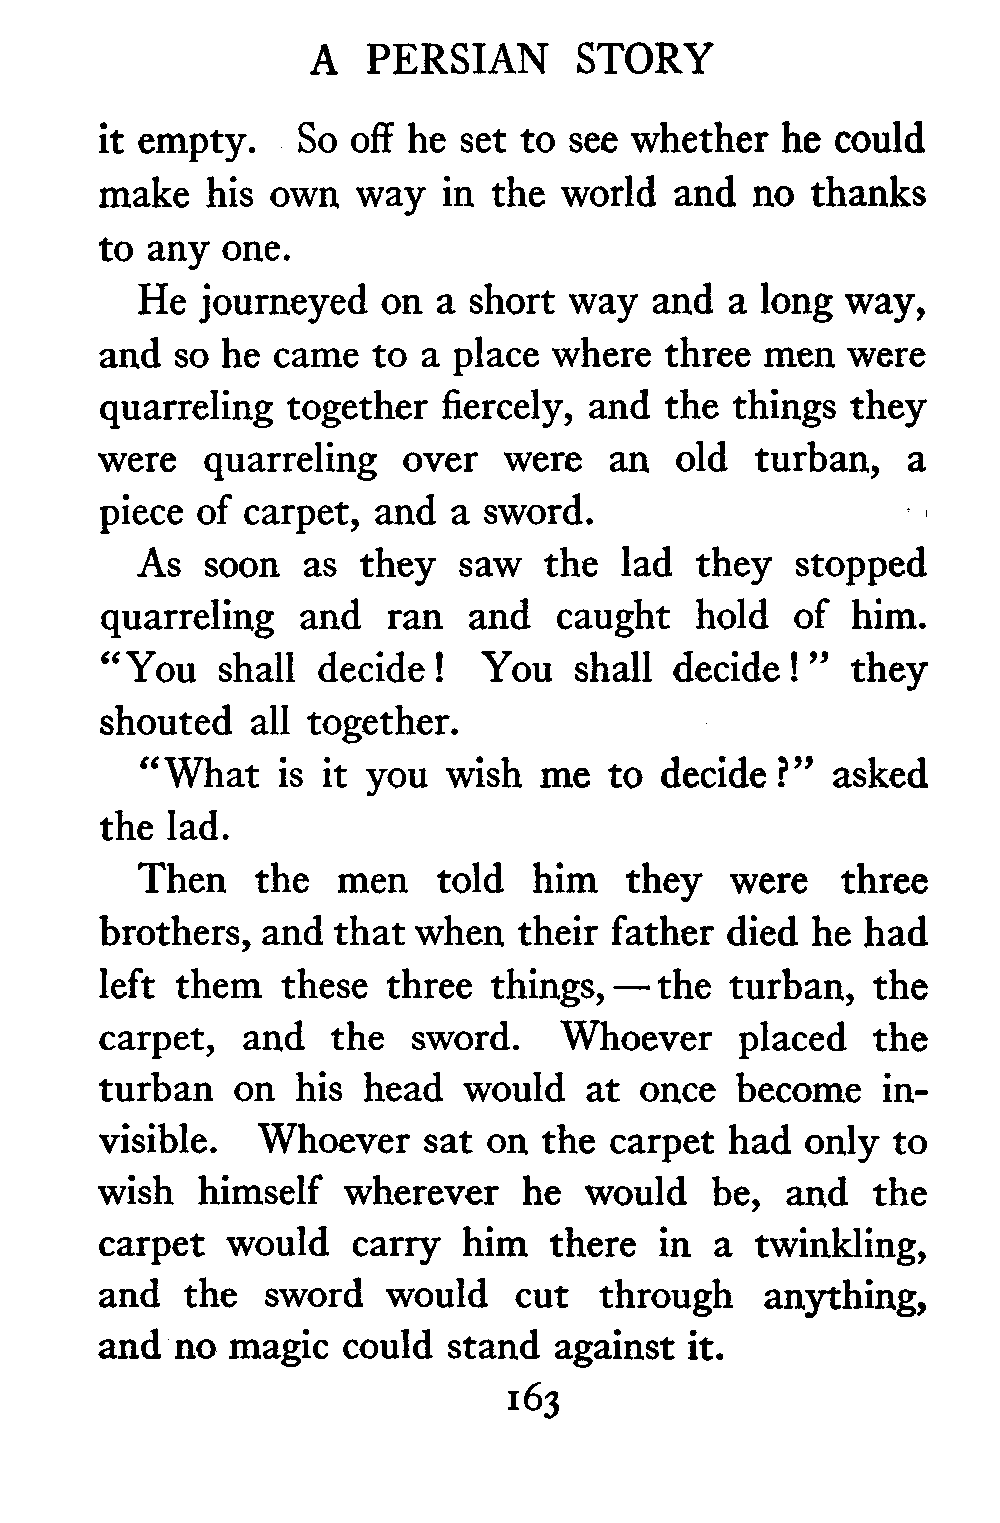 A PERSIAN STORY
it empty. So off he set to see whether he could
make his own way in the world and no thanks
to any one.
He journeyed on a short way and a long way,
and so he came to a place where three men were
quarreling together fiercely, and the things they
were quarreling over were an old turban, a
piece of carpet, and a sword.
As soon as they saw the lad they stopped
quarreling and ran and caught hold of him.
“You shall decide! You shall decide!” they
shouted all together.
“What is it you wish me to decide?” asked
the lad.
Then the men told him they were three
brothers, and that when their father died he had
left them these three things,—the turban, the
carpet, and the sword. Whoever placed the
turban on his head would at once become in-
visible. Whoever sat on the carpet had only to
wish himself wherever he would be, and the
carpet would carry him there in a twinkling,
and the sword would cut through anything,
and no magic could stand against it.
163